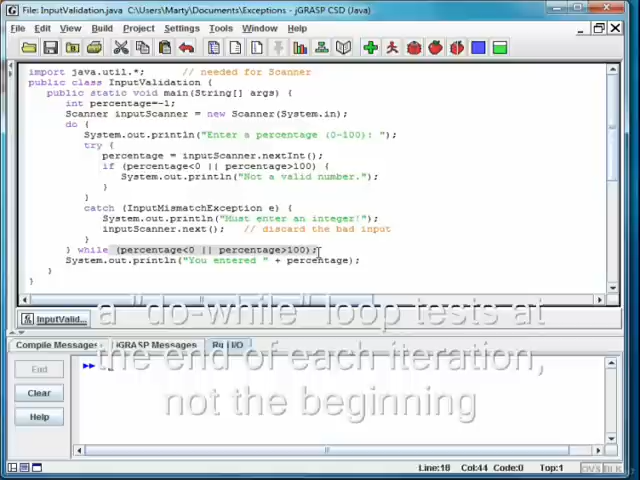 File: InputValidation.java C:\Users\Marty\Documents\Exceptions - jGRASP CSD (Java)
File Edit View Build Project Settings Tools Window Help
import java.util.*; // needed for Scanner
public class InputValidation {
public static void main(String[] args) {
int percentage=-1;
Scanner inputScanner = new Scanner(System.in);
do {
System.out.println("Enter a percentage (0-100): ");
try {
percentage = inputScanner.nextInt();
if (percentage<0 || percentage>100) {
System.out.println("Not a valid number.");
}
}
catch (InputMismatchException e) {
System.out.println("Must enter an integer!");
inputScanner.next(); // discard the bad input
}
} while (percentage<0 || percentage>100);
System.out.println("You entered " + percentage);
}
}
InputValid...
a "do-while" loop tests at
the end of each iteration,
not the beginning
Compile Messages jGRASP Messages Run I/O
End
Clear
Help
Line:16 Col:44 Code:0 Top:1 OVS BLK